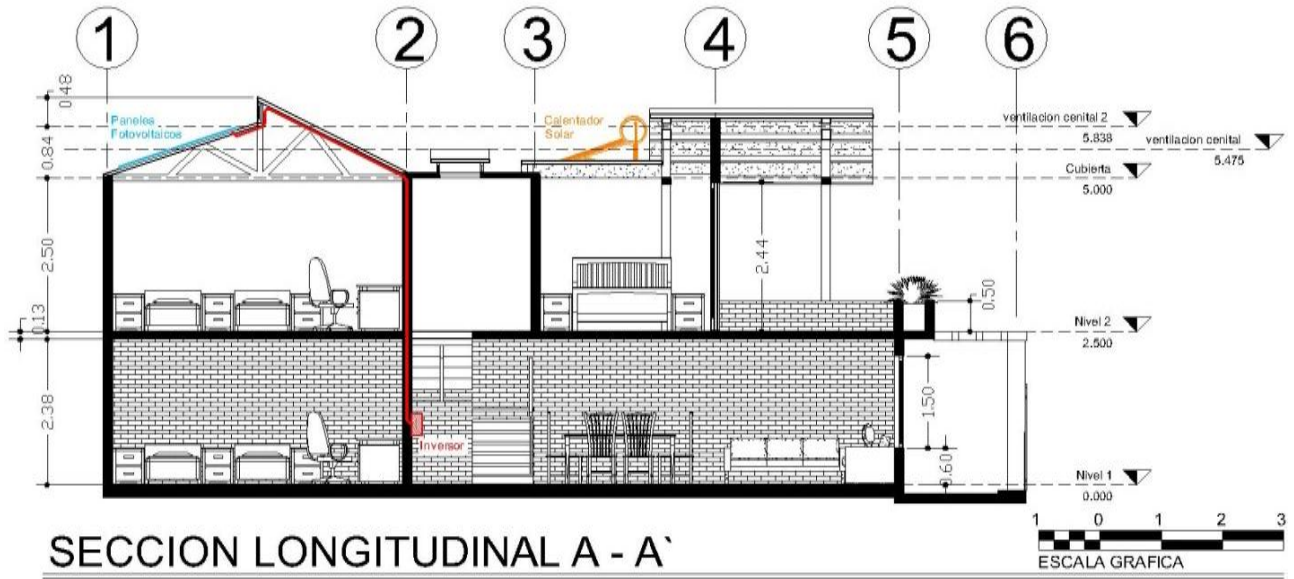 1 2 3 4 5 6
0.48
Paneles
Fotovoltaicos
Calentador
Solar
ventilacion cenital 2
5.838
ventilacion cenital
5.475
0.84
Cubierta
5.000
2.50
2.44
0.50
0.13
Nivel 2
2.500
2.38
1.50
Inversor
0.60
Nivel 1
0.000
SECCION LONGITUDINAL A - A`
1 0 1 2 3
ESCALA GRAFICA